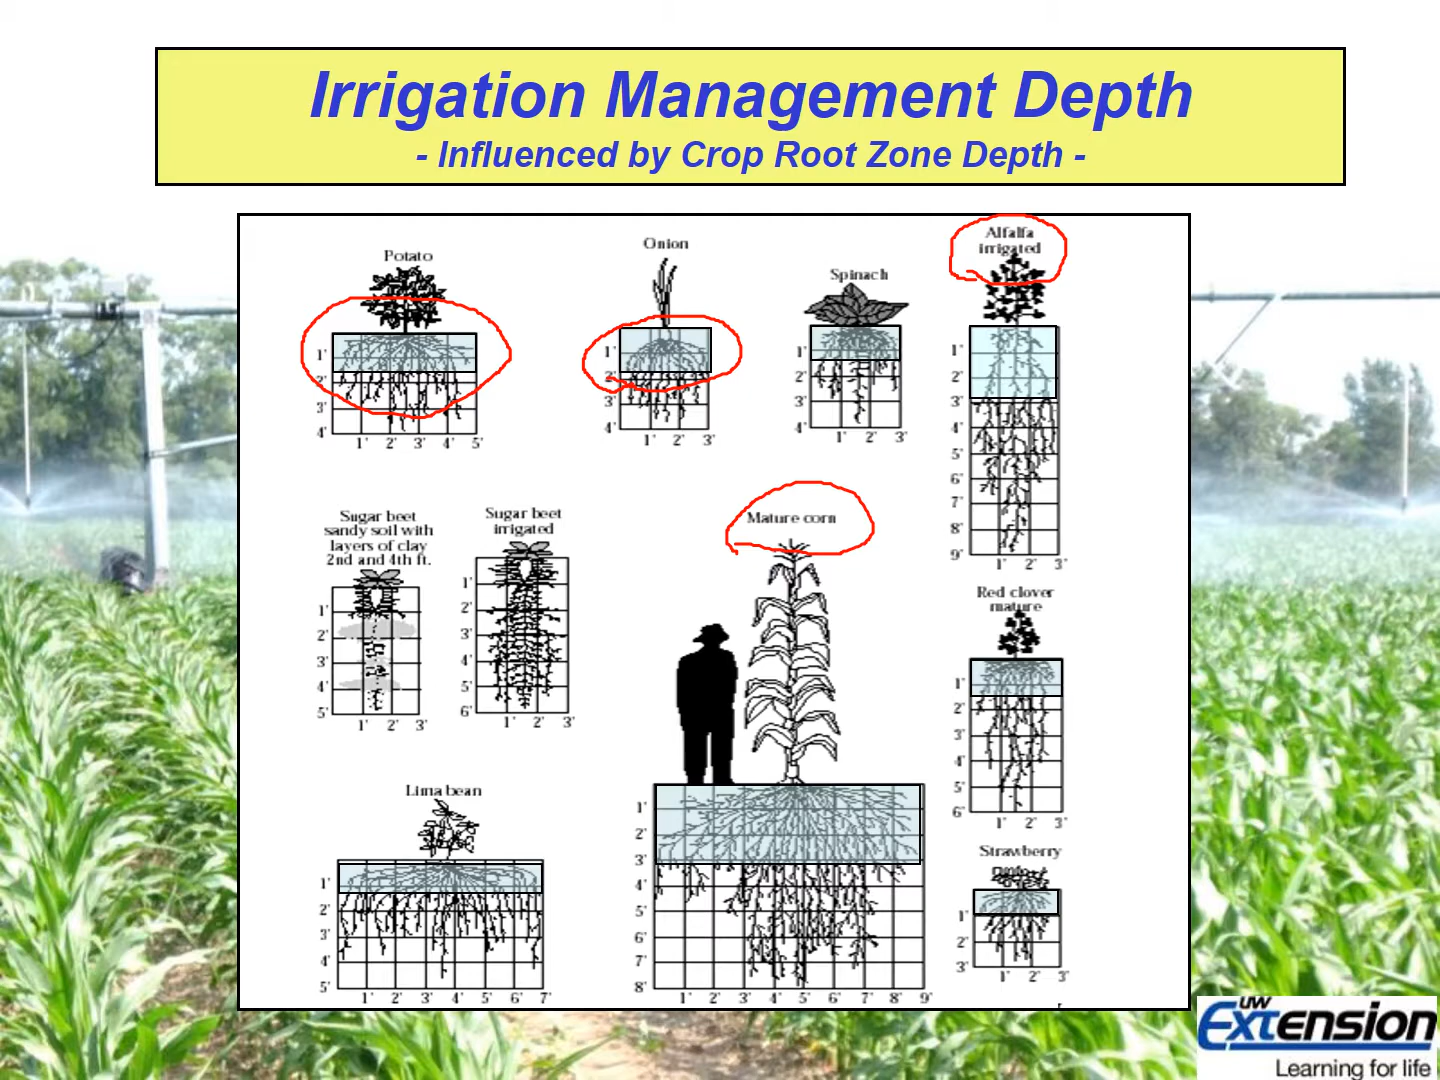 Irrigation Management Depth
- Influenced by Crop Root Zone Depth -
Potato
1'
2'
3'
4'
1' 2' 3' 4' 5'
Onion
1'
2'
3'
4'
1' 2' 3'
Spinach
1'
2'
3'
4'
1' 2' 3'
Alfalfa
irrigated
1'
2'
3'
4'
5'
6'
7'
8'
9'
1' 2' 3'
Sugar beet
sandy soil with
layers of clay
2nd and 4th ft.
1'
2'
3'
4'
5'
1' 2' 3'
Sugar beet
irrigated
1'
2'
3'
4'
5'
6'
1' 2' 3'
Mature corn
1'
2'
3'
4'
5'
6'
7'
8'
1' 2' 3' 4' 5' 6' 7' 8' 9'
Red clover
mature
1'
2'
3'
4'
5'
6'
1' 2' 3'
Lima bean
1'
2'
3'
4'
5'
1' 2' 3' 4' 5' 6' 7'
Strawberry
1'
2'
3'
1' 2' 3'
UW
Extension
Learning for life